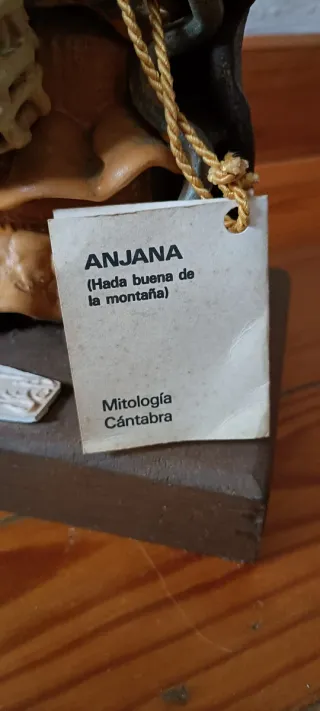 ANJANA
(Hada buena de
la montaña)
Mitología
Cántabra